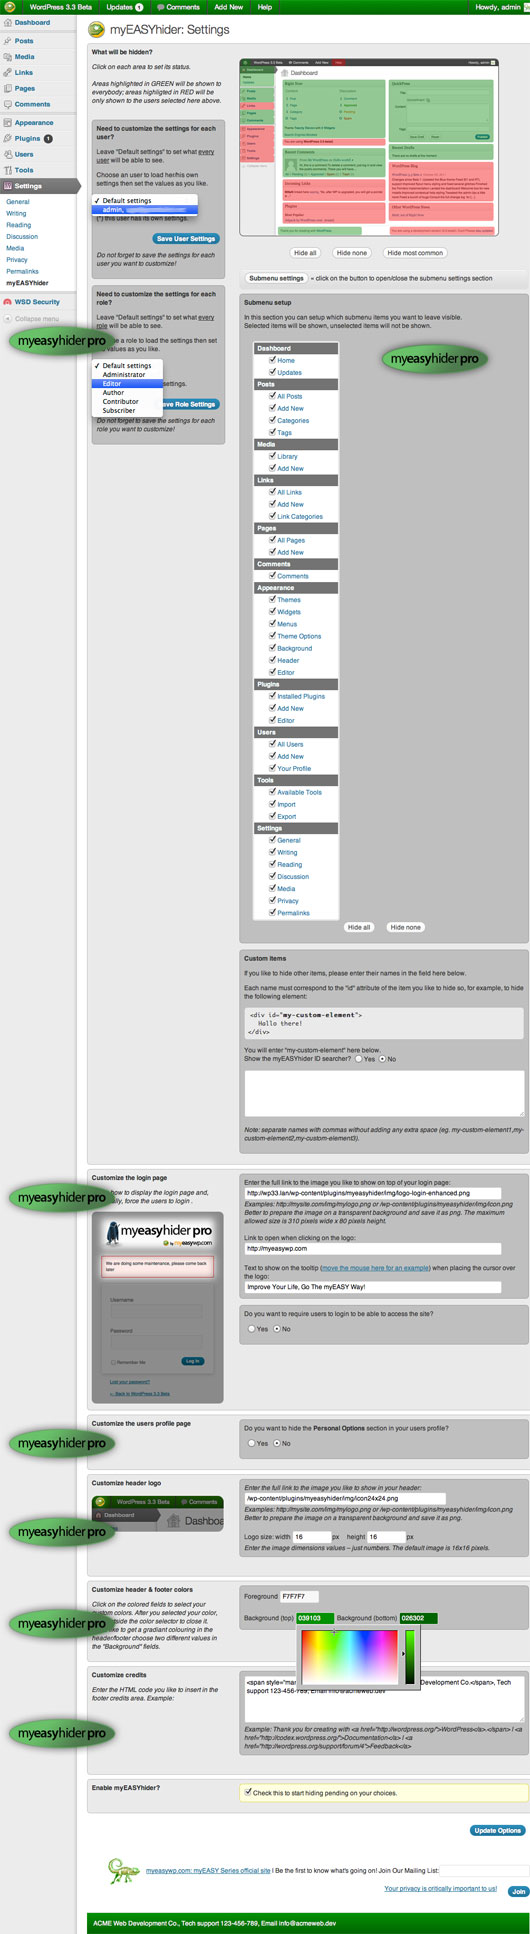 WordPress 3.3 Beta Updates 1 Comments Add New Help Howdy, admin
Dashboard
Posts
Media
Links
Pages
Comments
Appearance
Plugins 1
Users
Tools
Settings
General
Writing
Reading
Discussion
Media
Privacy
Permalinks
myEASYhider
WSD Security
Collapse menu
myEASYhider: Settings
What will be hidden?
Click on each area to set its status.
Areas highlighted in GREEN will be shown to
everybody; areas highligted in RED will be
only shown to the users selected here above.
Need to customize the settings for each
user?
Leave "Default settings" to set what every
user will be able to see.
Choose an user to load her/his own
settings then set the values as you like.
Default settings
admin,
(*) this user has its own settings.
Save User Settings
Do not forget to save the settings for each
user you want to customize!
Need to customize the settings for each
role?
Leave "Default settings" to set what every
role will be able to see.
myeasyhider pro
e a role to load the settings then set
values as you like.
Default settings
Administrator
Editor
ettings.
Author
Contributor
Subscriber
ave Role Settings
Do not forget to save the settings for each
role you want to customize!
Dashboard
Hide all Hide none Hide most common
Submenu settings = click on the button to open/close the submenu settings section
Submenu setup
In this section you can setup which submenu items you want to leave visible.
Selected items will be shown, unselected items will not be shown.
myeasyhider pro
Dashboard
Home
Updates
Posts
All Posts
Add New
Categories
Tags
Media
Library
Add New
Links
All Links
Add New
Link Categories
Pages
All Pages
Add New
Comments
Comments
Appearance
Themes
Widgets
Menus
Theme Options
Background
Header
Editor
Plugins
Installed Plugins
Add New
Editor
Users
All Users
Add New
Your Profile
Tools
Available Tools
Import
Export
Settings
General
Writing
Reading
Discussion
Media
Privacy
Permalinks
Hide all Hide none
Custom items
If you like to hide other items, please enter their names in the field here below.
Each name must correspond to the "id" attribute of the item you like to hide so, for example, to hide
the following element:
<div id="my-custom-element">
Hallo there!
</div>
You will enter "my-custom-element" here below.
Show the myEASYhider ID searcher? Yes No
Note: separate names with commas without adding any extra space (eg. my-custom-element1,my-
custom-element2,my-custom-element3).
Customize the login page
myeasyhider pro
how to display the login page and,
lly, force the users to login .
myeasyhider pro
by myeasywp.com
We are doing some maintenance, please come back
later
Username
Password
Remember Me Log In
Lost your password?
← Back to WordPress 3.3 Beta
Enter the full link to the image you like to show on top of your login page:
http://wp33.lan/wp-content/plugins/myeasyhider/img/logo-login-enhanced.png
Examples: http://mysite.com/img/mylogo.png or /wp-content/plugins/myeasyhider/img/icon.png
Better to prepare the image on a transparent background and save it as png. The maximum
allowed size is 310 pixels wide x 80 pixels height.
Link to open when clicking on the logo:
http://myeasywp.com
Text to show on the tooltip (move the mouse here for an example) when placing the cursor over
the logo:
Improve Your Life, Go The myEASY Way!
Do you want to require users to login to be able to access the site?
Yes No
Customize the users profile page
myeasyhider pro
Do you want to hide the Personal Options section in your users profile?
Yes No
Customize header logo
WordPress 3.3 Beta Comments
Dashboard
Dashboa
myeasyhider pro
Enter the full link to the image you like to show in your header:
/wp-content/plugins/myeasyhider/img/icon24x24.png
Examples: http://mysite.com/img/mylogo.png or /wp-content/plugins/myeasyhider/img/icon.png
Better to prepare the image on a transparent background and save it as png.
Logo size: width 16 px height 16 px
Enter the image dimensions values – just numbers. The default image is 16x16 pixels.
Customize header & footer colors
Click on the colored fields to select your
custom colors. After you selected your color,
myeasyhider pro
utside the color selector to close it.
like to get a gradiant colouring in the
header/footer choose two different values in
the "Background" fields.
Foreground F7F7F7
Background (top) 039103 Background (bottom) 026302
Customize credits
Enter the HTML code you like to insert in the
footer credits area. Example:
myeasyhider pro
<span style="mar Development Co.</span>, Tech
support 123-456-789, Email info@acmeweb.dev
Example: Thank you for creating with <a href="http://wordpress.org/">WordPress</a>.</span> | <a
href="http://codex.wordpress.org/">Documentation</a> | <a
href="http://wordpress.org/support/forum/4">Feedback</a>
Enable myEASYhider?
Check this to start hiding pending on your choices.
Update Options
myeasywp.com: myEASY Series official site | Be the first to know what's going on! Join Our Mailing List:
Your privacy is critically important to us! Join
ACME Web Development Co., Tech support 123-456-789, Email info@acmeweb.dev